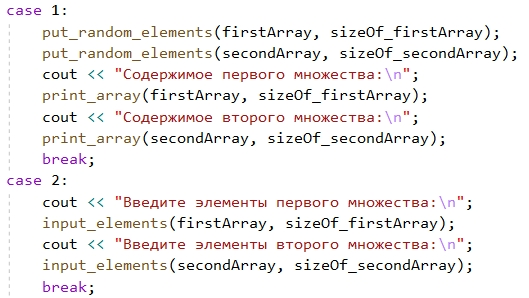 case 1:
    put_random_elements(firstArray, sizeOf_firstArray);
    put_random_elements(secondArray, sizeOf_secondArray);
    cout << "Содержимое первого множества:\n";
    print_array(firstArray, sizeOf_firstArray);
    cout << "Содержимое второго множества:\n";
    print_array(secondArray, sizeOf_secondArray);
    break;
case 2:
    cout << "Введите элементы первого множества:\n";
    input_elements(firstArray, sizeOf_firstArray);
    cout << "Введите элементы второго множества:\n";
    input_elements(secondArray, sizeOf_secondArray);
    break;